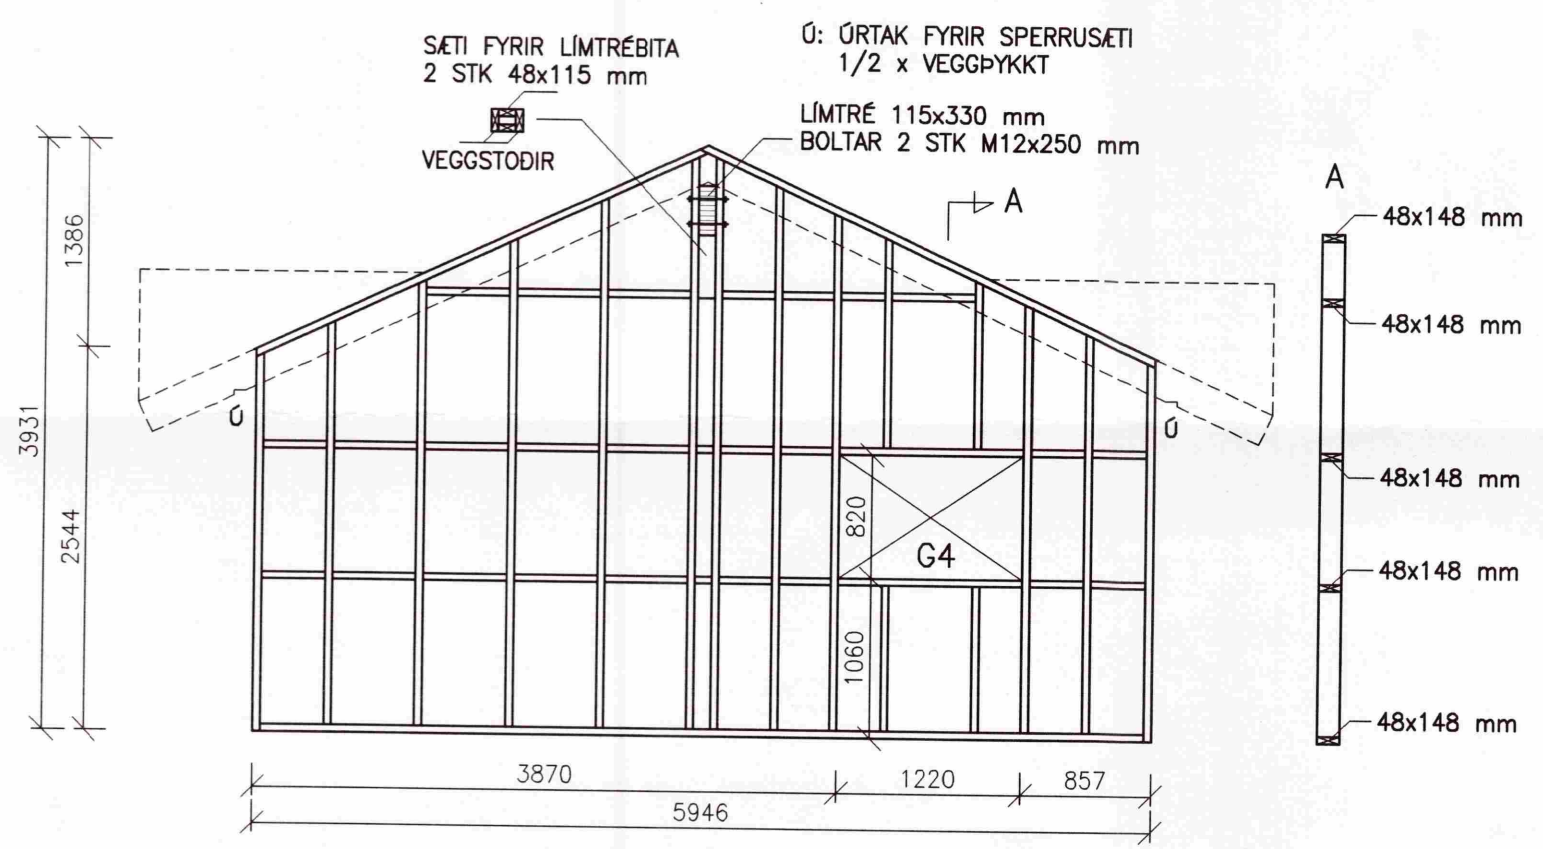 SÆTI FYRIR LÍMTRÉBITA
2 STK 48x115 mm
VEGGSTOÐIR
Ú: ÚRTAK FYRIR SPERRUSÆTI
1/2 x VEGGÞYKKT
LÍMTRÉ 115x330 mm
BOLTAR 2 STK M12x250 mm
A
A
48x148 mm
48x148 mm
48x148 mm
48x148 mm
48x148 mm
1386
3931
2544
Ú
Ú
820
G4
1060
3870
1220
857
5946